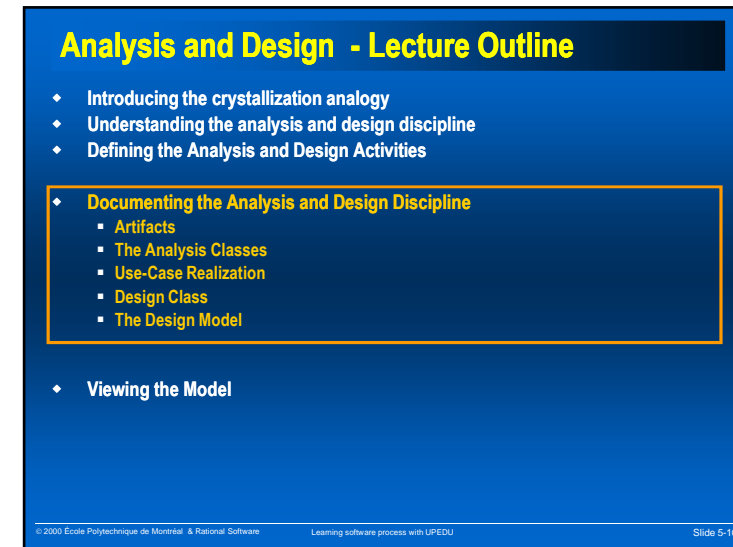 Analysis and Design - Lecture Outline
Introducing the crystallization analogy
Understanding the analysis and design discipline
Defining the Analysis and Design Activities
Documenting the Analysis and Design Discipline
Artifacts
The Analysis Classes
Use-Case Realization
Design Class
The Design Model
Viewing the Model
© 2000 École Polytechnique de Montréal & Rational Software Learning software process with UPEDU Slide